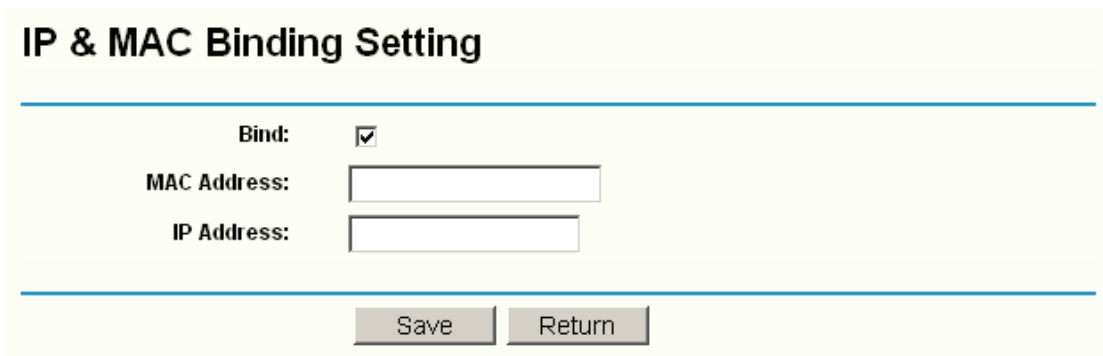 IP & MAC Binding Setting
Bind:
MAC Address:
IP Address:
Save Return